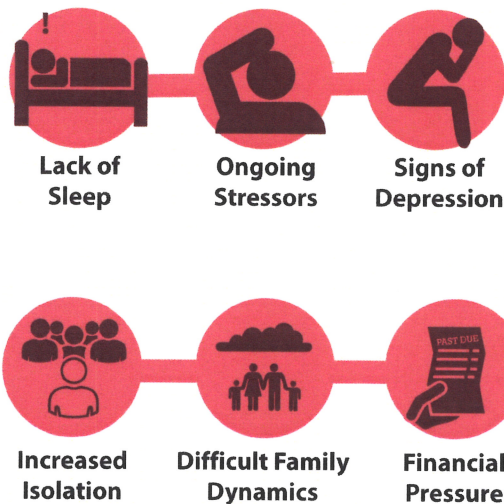 !
Lack of
Sleep
Ongoing
Stressors
Signs of
Depression
PAST DUE
Increased
Isolation
Difficult Family
Dynamics
Financial
Pressure